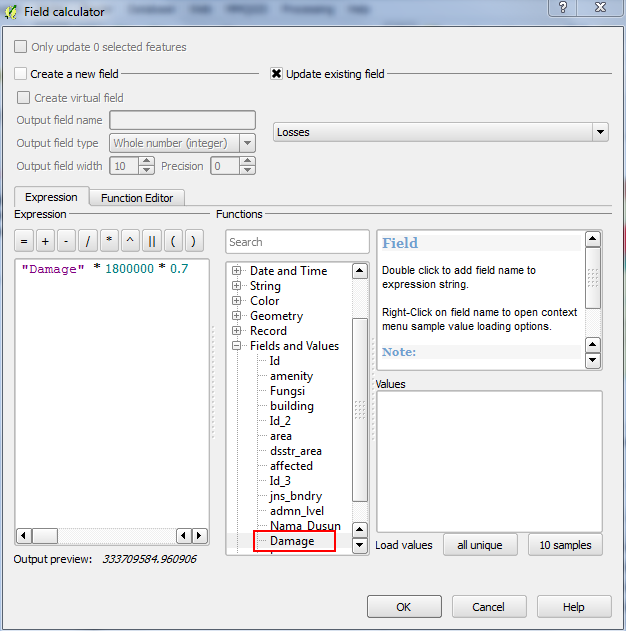 Field calculator
?
Only update 0 selected features
Create a new field
Update existing field
Create virtual field
Output field name
Output field type Whole number (integer)
Output field width 10 Precision 0
Losses
Expression Function Editor
Expression
= + - / * ^ || ( )
"Damage" * 1800000 * 0.7
Output preview: 333709584.960906
Functions
Search
Date and Time
String
Color
Geometry
Record
Fields and Values
Id
amenity
Fungsi
building
Id_2
area
dsstr_area
affected
Id_3
jns_bndry
admn_lvel
Nama_Dusun
Damage
Field
Double click to add field name to
expression string.
Right-Click on field name to open context
menu sample value loading options.
Note:
Values
Load values all unique 10 samples
OK Cancel Help